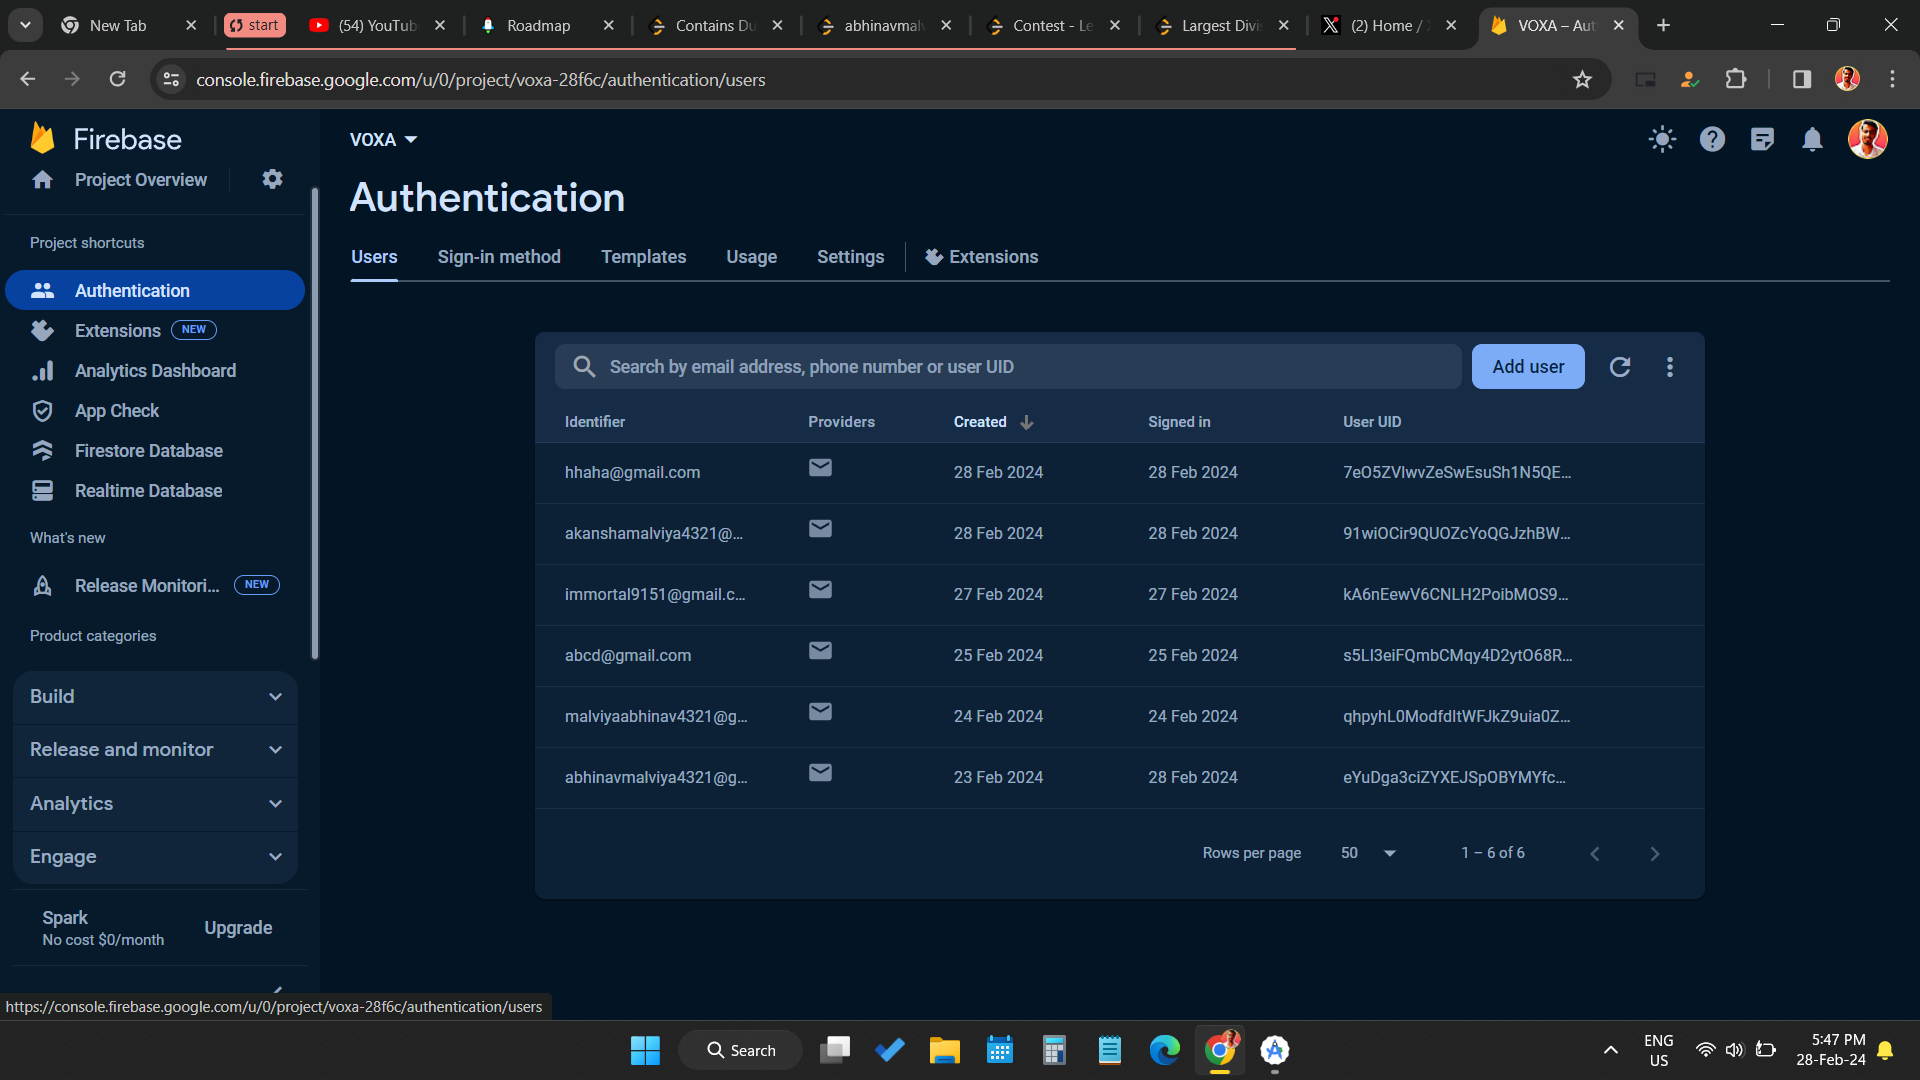 New Tab
start
(54) YouTub
Roadmap
Contains Du
abhinavmal
Contest - Le
Largest Divi
(2) Home /
VOXA – Aut
console.firebase.google.com/u/0/project/voxa-28f6c/authentication/users
Firebase
Project Overview
Project shortcuts
Authentication
Extensions NEW
Analytics Dashboard
App Check
Firestore Database
Realtime Database
What's new
Release Monitori... NEW
Product categories
Build
Release and monitor
Analytics
Engage
Spark
No cost $0/month
Upgrade
https://console.firebase.google.com/u/0/project/voxa-28f6c/authentication/users
VOXA
Authentication
Users Sign-in method Templates Usage Settings Extensions
Search by email address, phone number or user UID
Add user
Identifier Providers Created Signed in User UID
hhaha@gmail.com 28 Feb 2024 28 Feb 2024 7eO5ZVlwvZeSwEsuSh1N5QE...
akanshamalviya4321@... 28 Feb 2024 28 Feb 2024 91wiOCir9QUOZcYoQGJzhBW...
immortal9151@gmail.c... 27 Feb 2024 27 Feb 2024 kA6nEewV6CNLH2PoibMOS9...
abcd@gmail.com 25 Feb 2024 25 Feb 2024 s5LI3eiFQmbCMqy4D2ytO68R...
malviyaabhinav4321@g... 24 Feb 2024 24 Feb 2024 qhpyhL0ModfdltWFJkZ9uia0Z...
abhinavmalviya4321@g... 23 Feb 2024 28 Feb 2024 eYuDga3ciZYXEJSpOBYMYfc...
Rows per page 50 1 – 6 of 6
Search
ENG
US
5:47 PM
28-Feb-24